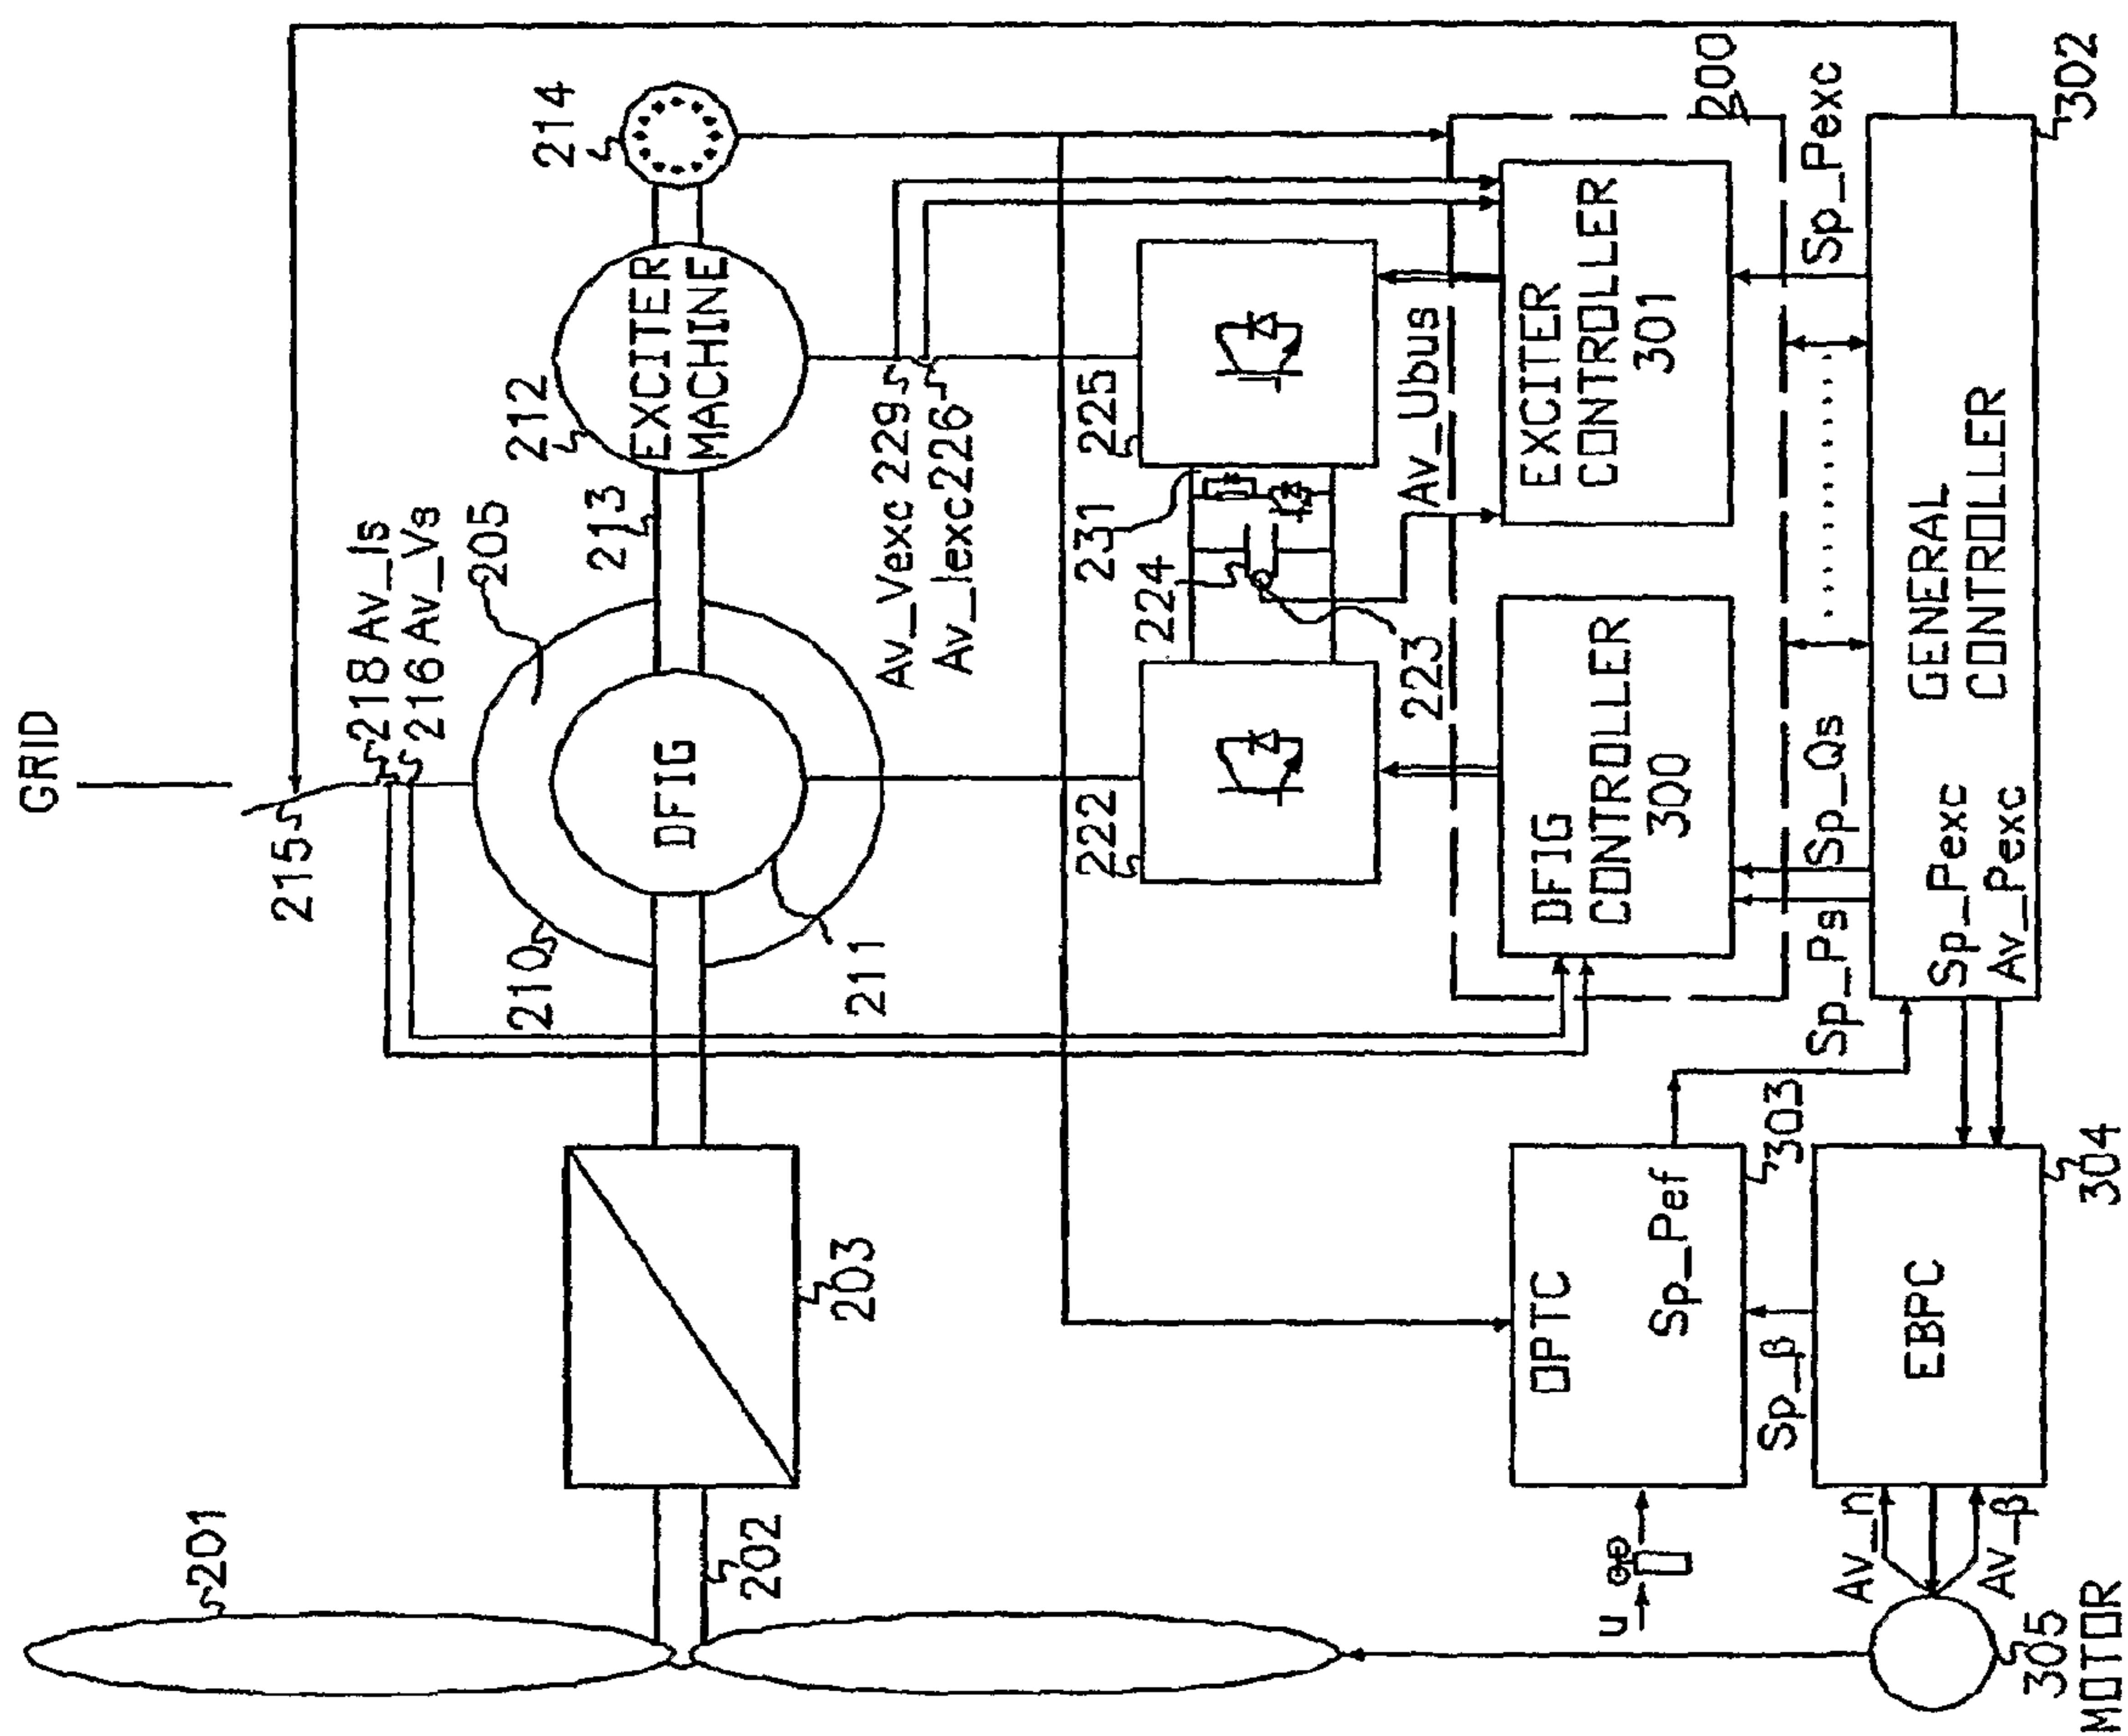 GRID
215
218 Av_Is
216 Av_Vs
205
210
DFIG
211
213
212
EXCITER
MACHINE
214
201
202
203
Av_Vexc 229
Av_Iexc 226
222
224
231
225
223
Av_Ubus
200
DFIG
CONTROLLER
300
EXCITER
CONTROLLER
301
Sp_Ps
Sp_Qs
Sp_Pexc
GENERAL
CONTROLLER
302
Sp_Pexc
Av_Pexc
OPTC
Sp_Pef
303
Sp_β
EBPC
304
u
Av_n
Av_β
305
MOTOR